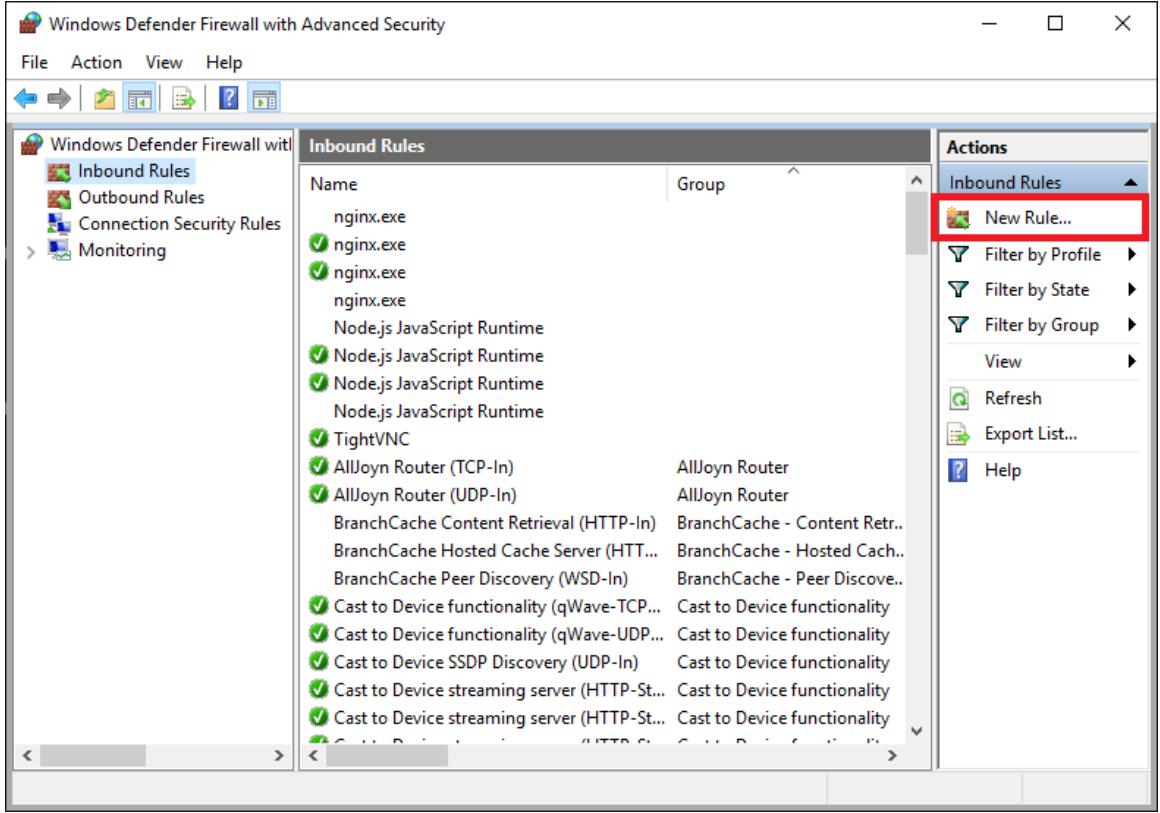 Windows Defender Firewall with Advanced Security
File Action View Help
Windows Defender Firewall witl
Inbound Rules
Outbound Rules
Connection Security Rules
Monitoring
Inbound Rules
Name Group
nginx.exe
nginx.exe
nginx.exe
nginx.exe
Node.js JavaScript Runtime
Node.js JavaScript Runtime
Node.js JavaScript Runtime
Node.js JavaScript Runtime
TightVNC
AllJoyn Router (TCP-In) AllJoyn Router
AllJoyn Router (UDP-In) AllJoyn Router
BranchCache Content Retrieval (HTTP-In) BranchCache - Content Retr..
BranchCache Hosted Cache Server (HTT... BranchCache - Hosted Cach..
BranchCache Peer Discovery (WSD-In) BranchCache - Peer Discove..
Cast to Device functionality (qWave-TCP... Cast to Device functionality
Cast to Device functionality (qWave-UDP... Cast to Device functionality
Cast to Device SSDP Discovery (UDP-In) Cast to Device functionality
Cast to Device streaming server (HTTP-St... Cast to Device functionality
Cast to Device streaming server (HTTP-St... Cast to Device functionality
Actions
Inbound Rules
New Rule...
Filter by Profile
Filter by State
Filter by Group
View
Refresh
Export List...
Help